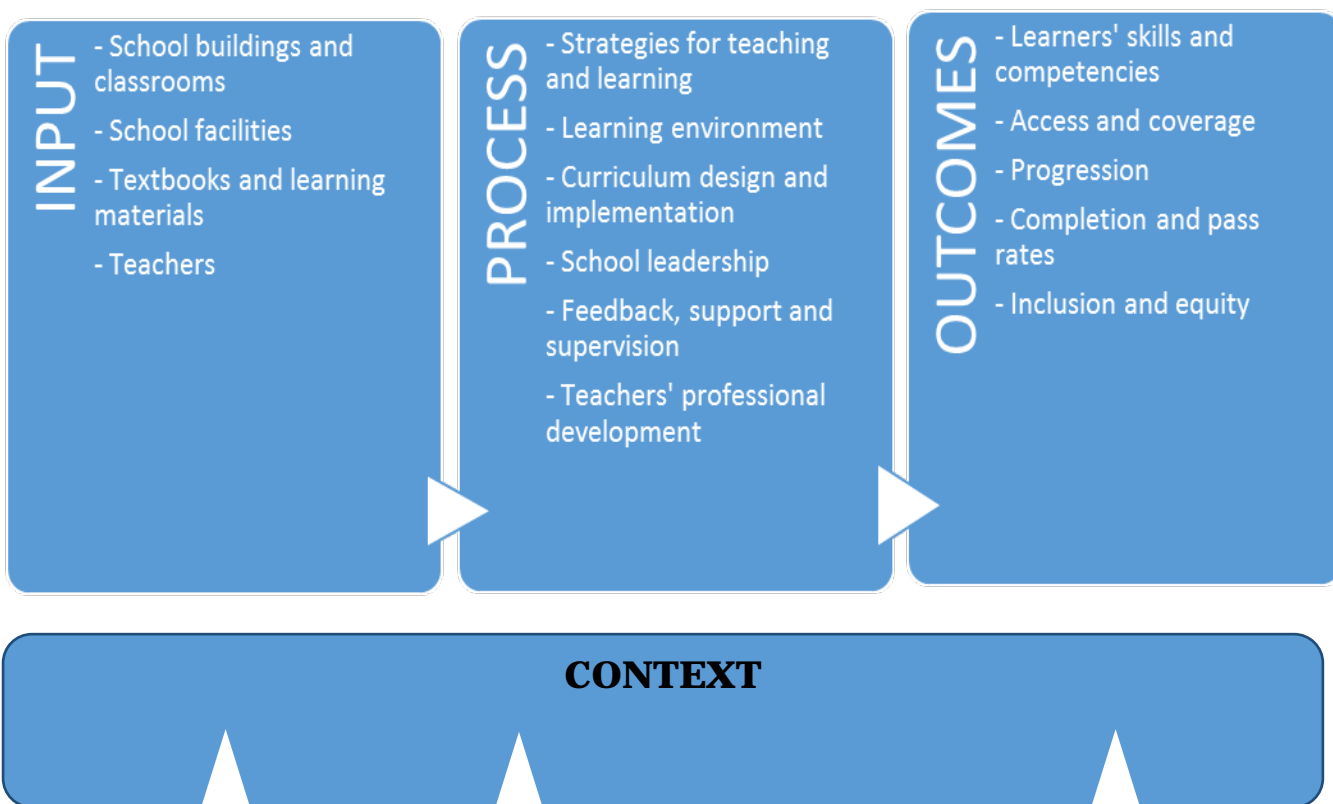 INPUT
- School buildings and
classrooms
- School facilities
- Textbooks and learning
materials
- Teachers
PROCESS
- Strategies for teaching
and learning
- Learning environment
- Curriculum design and
implementation
- School leadership
- Feedback, support and
supervision
- Teachers' professional
development
OUTCOMES
- Learners' skills and
competencies
- Access and coverage
- Progression
- Completion and pass
rates
- Inclusion and equity
CONTEXT